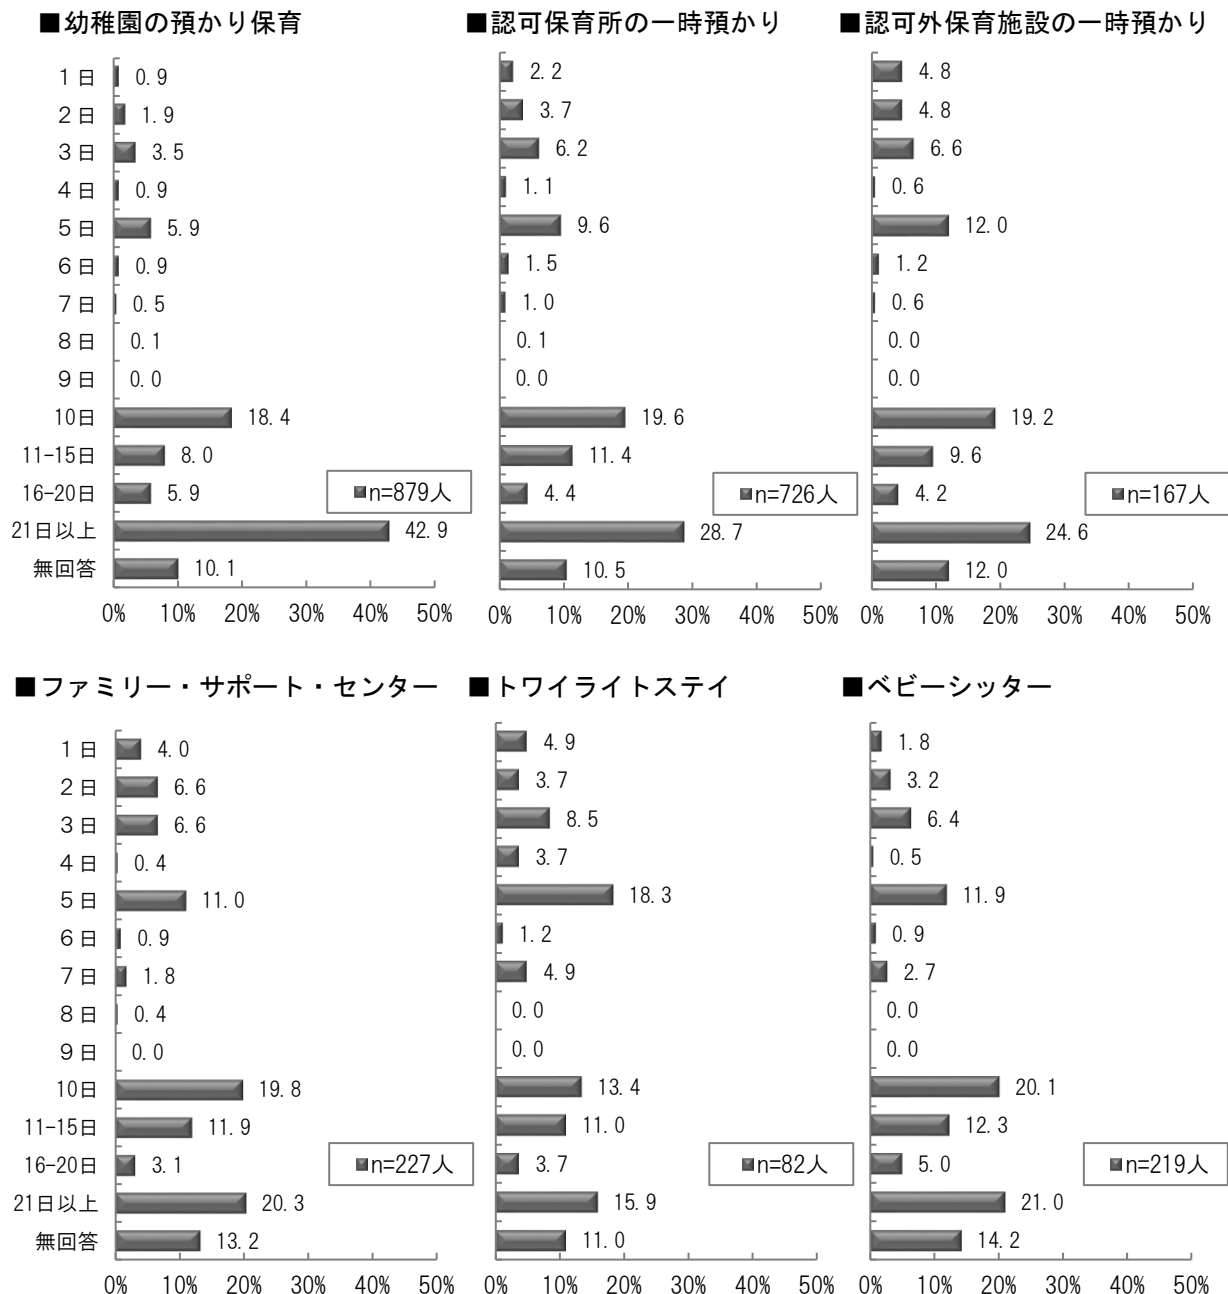 ■幼稚園の預かり保育
1日 0.9
2日 1.9
3日 3.5
4日 0.9
5日 5.9
6日 0.9
7日 0.5
8日 0.1
9日 0.0
10日 18.4
11-15日 8.0
16-20日 5.9
21日以上 42.9
無回答 10.1
n=879人
0% 10% 20% 30% 40% 50%
■認可保育所の一時預かり
2.2
3.7
6.2
1.1
9.6
1.5
1.0
0.1
0.0
19.6
11.4
4.4
28.7
10.5
n=726人
0% 10% 20% 30% 40% 50%
■認可外保育施設の一時預かり
4.8
4.8
6.6
0.6
12.0
1.2
0.6
0.0
0.0
19.2
9.6
4.2
24.6
12.0
n=167人
0% 10% 20% 30% 40% 50%
■ファミリー・サポート・センター
1日 4.0
2日 6.6
3日 6.6
4日 0.4
5日 11.0
6日 0.9
7日 1.8
8日 0.4
9日 0.0
10日 19.8
11-15日 11.9
16-20日 3.1
21日以上 20.3
無回答 13.2
n=227人
0% 10% 20% 30% 40% 50%
■トワイライトステイ
4.9
3.7
8.5
3.7
18.3
1.2
4.9
0.0
0.0
13.4
11.0
3.7
15.9
11.0
n=82人
0% 10% 20% 30% 40% 50%
■ベビーシッター
1.8
3.2
6.4
0.5
11.9
0.9
2.7
0.0
0.0
20.1
12.3
5.0
21.0
14.2
n=219人
0% 10% 20% 30% 40% 50%